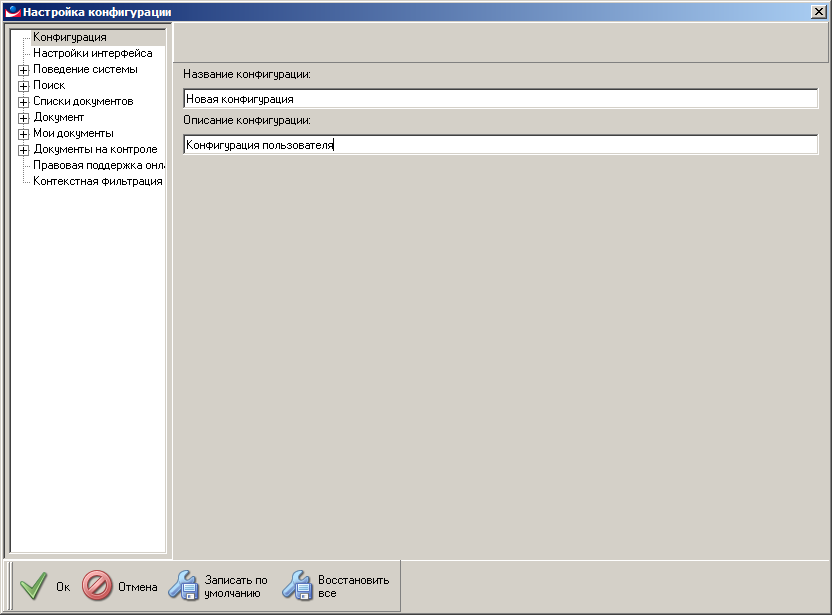 Настройка конфигурации
Конфигурация
Настройки интерфейса
Поведение системы
Поиск
Списки документов
Документ
Мои документы
Документы на контроле
Правовая поддержка онл
Контекстная фильтрация
Название конфигурации:
Новая конфигурация
Описание конфигурации:
Конфигурация пользователя
Ок
Отмена
Записать по
умолчанию
Восстановить
все